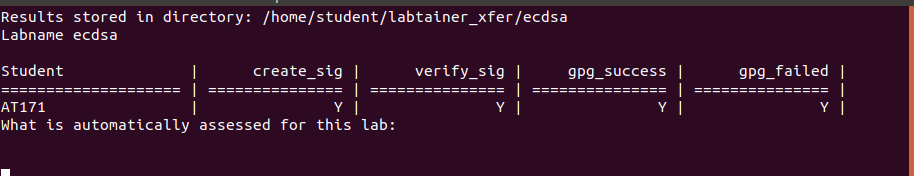 Results stored in directory: /home/student/labtainer_xfer/ecdsa
Labname ecdsa
Student              |      create_sig |      verify_sig |     gpg_success |      gpg_failed |
==================== | =============== | =============== | =============== | =============== |
AT171                |               Y |               Y |               Y |               Y |
What is automatically assessed for this lab: